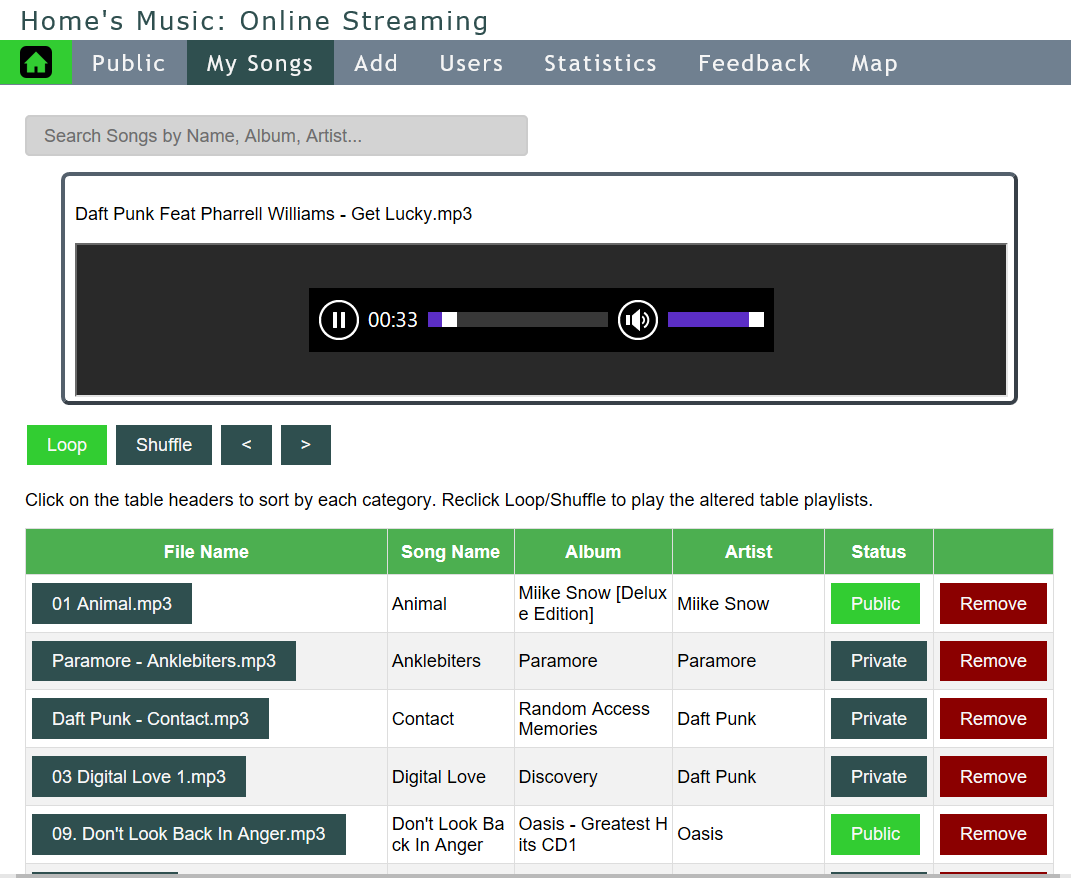 Home's Music: Online Streaming
Public My Songs Add Users Statistics Feedback Map
Search Songs by Name, Album, Artist...
Daft Punk Feat Pharrell Williams - Get Lucky.mp3
00:33
Loop Shuffle < >
Click on the table headers to sort by each category. Reclick Loop/Shuffle to play the altered table playlists.
File Name Song Name Album Artist Status
01 Animal.mp3 Animal Miike Snow [Delux
e Edition] Miike Snow Public Remove
Paramore - Anklebiters.mp3 Anklebiters Paramore Paramore Private Remove
Daft Punk - Contact.mp3 Contact Random Access
Memories Daft Punk Private Remove
03 Digital Love 1.mp3 Digital Love Discovery Daft Punk Private Remove
09. Don't Look Back In Anger.mp3 Don't Look Ba
ck In Anger Oasis - Greatest H
its CD1 Oasis Public Remove